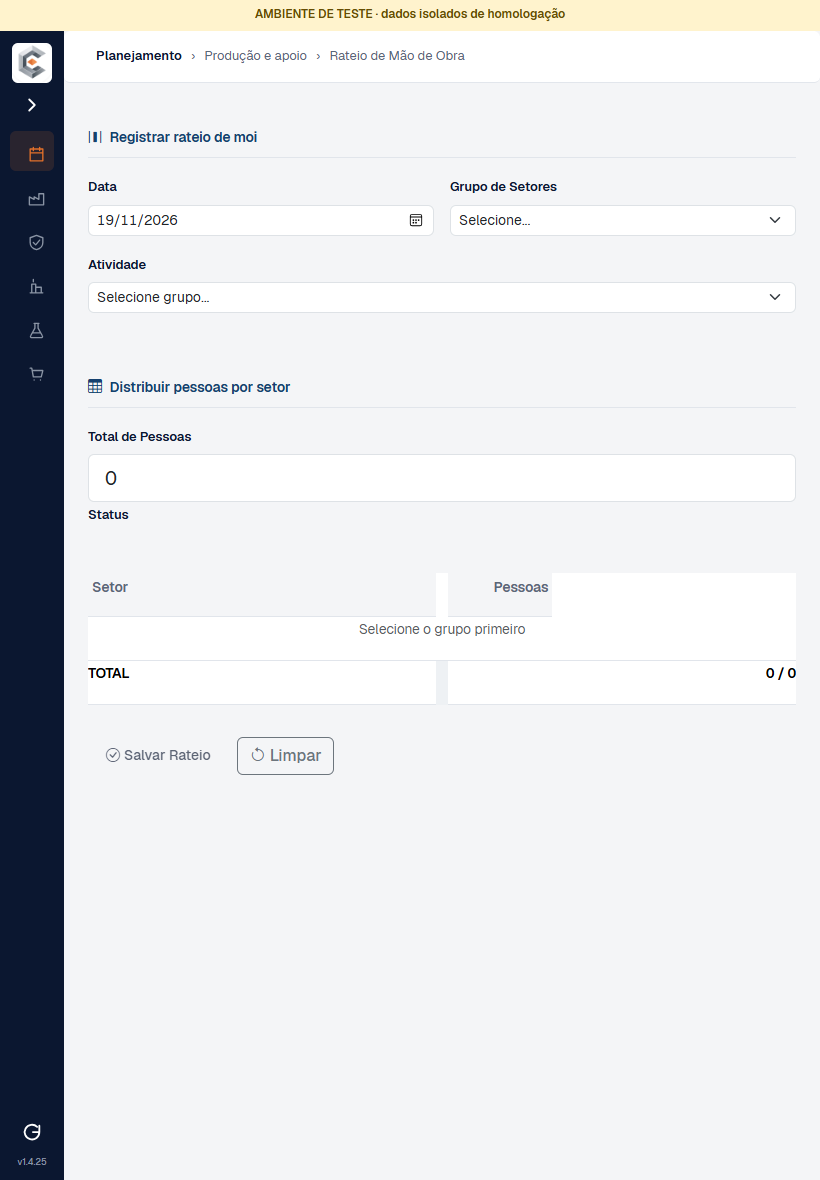 AMBIENTE DE TESTE · dados isolados de homologação
Planejamento › Produção e apoio › Rateio de Mão de Obra
Registrar rateio de moi
Data
Grupo de Setores
19/11/2026
Selecione...
Atividade
Selecione grupo...
Distribuir pessoas por setor
Total de Pessoas
0
Status
Setor Pessoas
Selecione o grupo primeiro
TOTAL 0 / 0
Salvar Rateio Limpar
v1.4.25